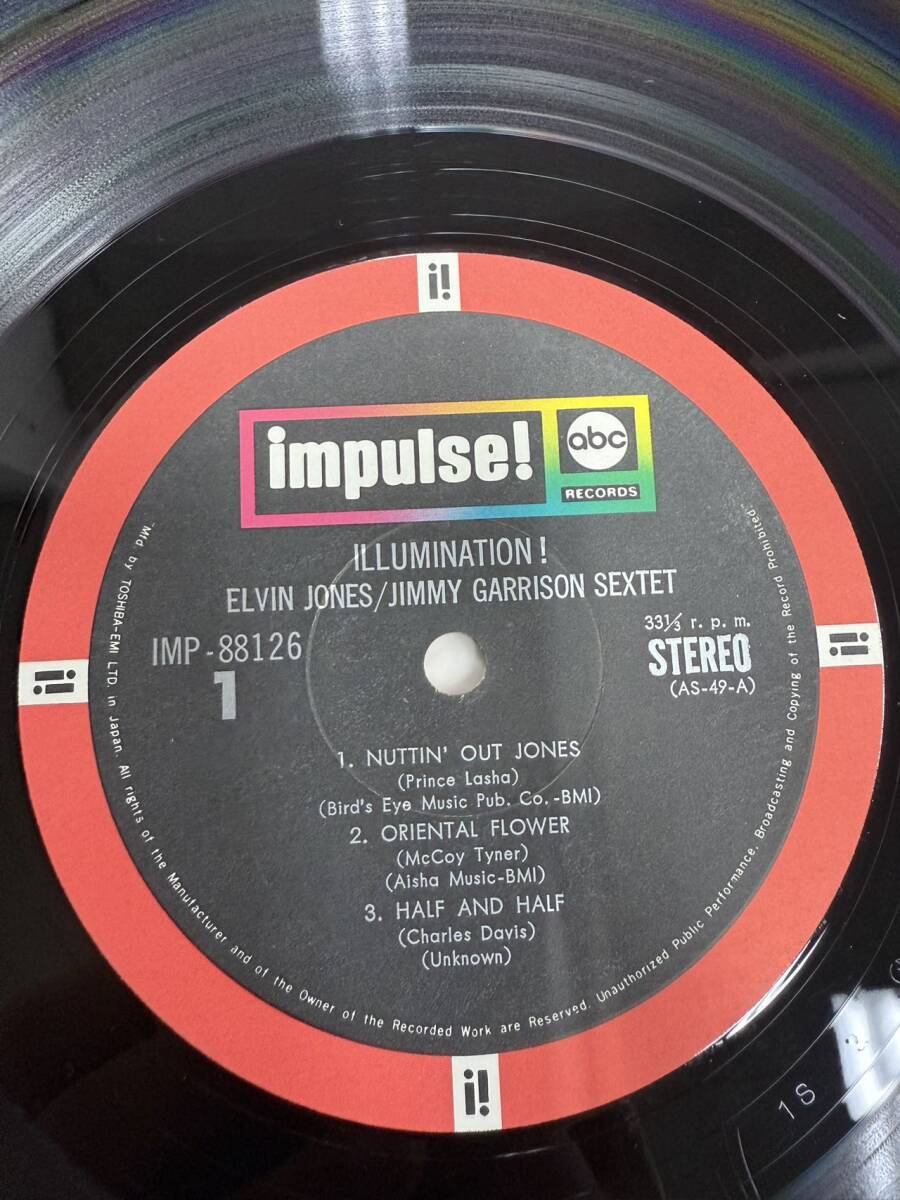 i!
impulse!
abc
RECORDS
ILLUMINATION!
ELVIN JONES/JIMMY GARRISON SEXTET
IMP-88126
1
33 1/3 r. p. m.
STEREO
(AS-49-A)
i!
i!
1. NUTTIN' OUT JONES
(Prince Lasha)
(Bird's Eye Music Pub. Co.-BMI)
2. ORIENTAL FLOWER
(McCoy Tyner)
(Aisha Music-BMI)
3. HALF AND HALF
(Charles Davis)
(Unknown)
"Mfd by TOSHIBA-EMI LTD. in Japan. All rights of the Manufacturer and of the Owner of the Recorded Work are Reserved. Unauthorized Public Performance, Broadcasting and Copying of the Record Prohibited."
i!
1S 2